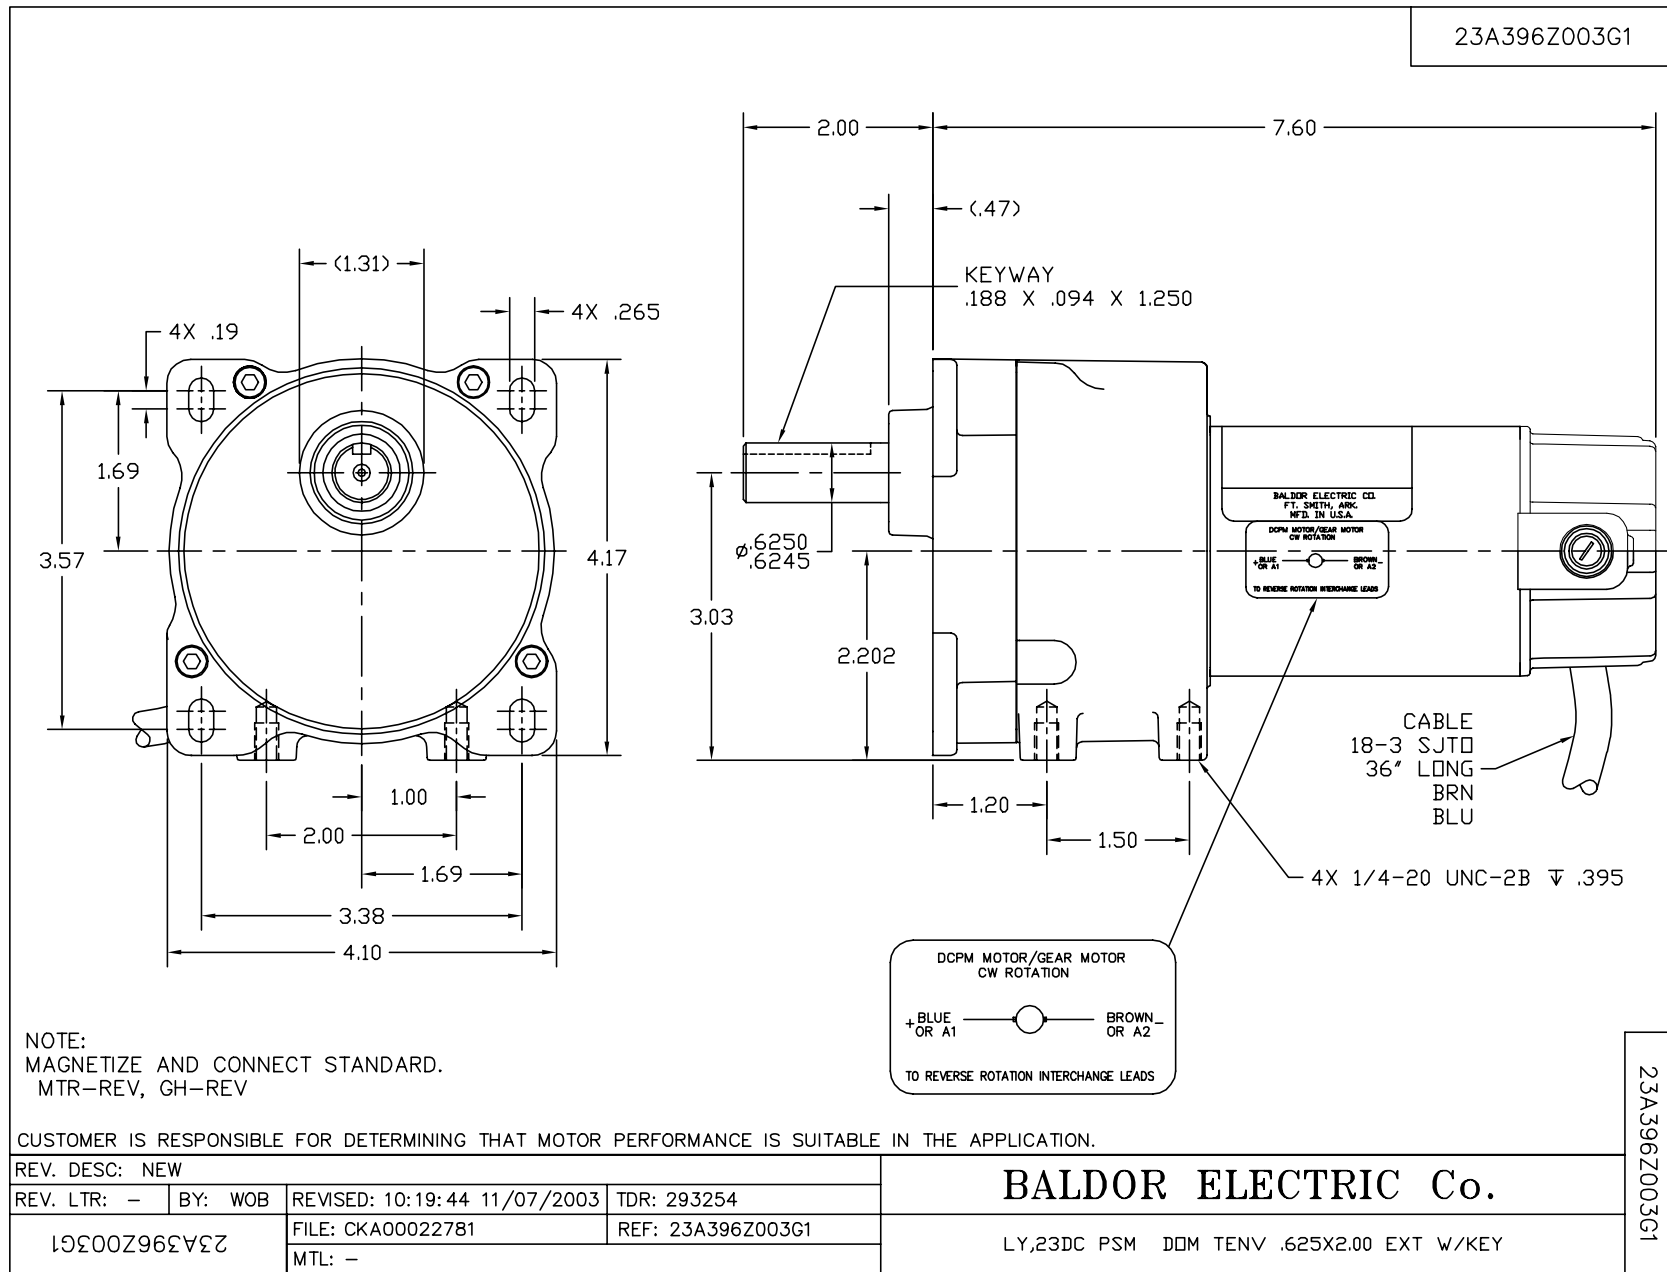 23A396Z003G1
2.00
7.60
(.47)
(1.31)
KEYWAY
.188 X .094 X 1.250
4X .265
4X .19
1.69
3.57
4.17
BALDOR ELECTRIC CO.
FT. SMITH, ARK.
MFD. IN U.S.A.
DCPM MOTOR/GEAR MOTOR
CW ROTATION
+BLUE
OR A1
BROWN-
OR A2
TO REVERSE ROTATION INTERCHANGE LEADS
⌀.6250
.6245
3.03
2.202
CABLE
18-3 SJTO
36" LONG
BRN
BLU
1.00
2.00
1.69
3.38
4.10
1.20
1.50
4X 1/4-20 UNC-2B ↧ .395
DCPM MOTOR/GEAR MOTOR
CW ROTATION
+BLUE
OR A1
BROWN-
OR A2
TO REVERSE ROTATION INTERCHANGE LEADS
NOTE:
MAGNETIZE AND CONNECT STANDARD.
MTR-REV, GH-REV
CUSTOMER IS RESPONSIBLE FOR DETERMINING THAT MOTOR PERFORMANCE IS SUITABLE IN THE APPLICATION.
REV. DESC: NEW
REV. LTR: - BY: WOB REVISED: 10:19:44 11/07/2003 TDR: 293254
FILE: CKA00022781 REF: 23A396Z003G1
MTL: -
23A396Z003G1
BALDOR ELECTRIC Co.
LY,23DC PSM DOM TENV .625X2.00 EXT W/KEY
23A396Z003G1